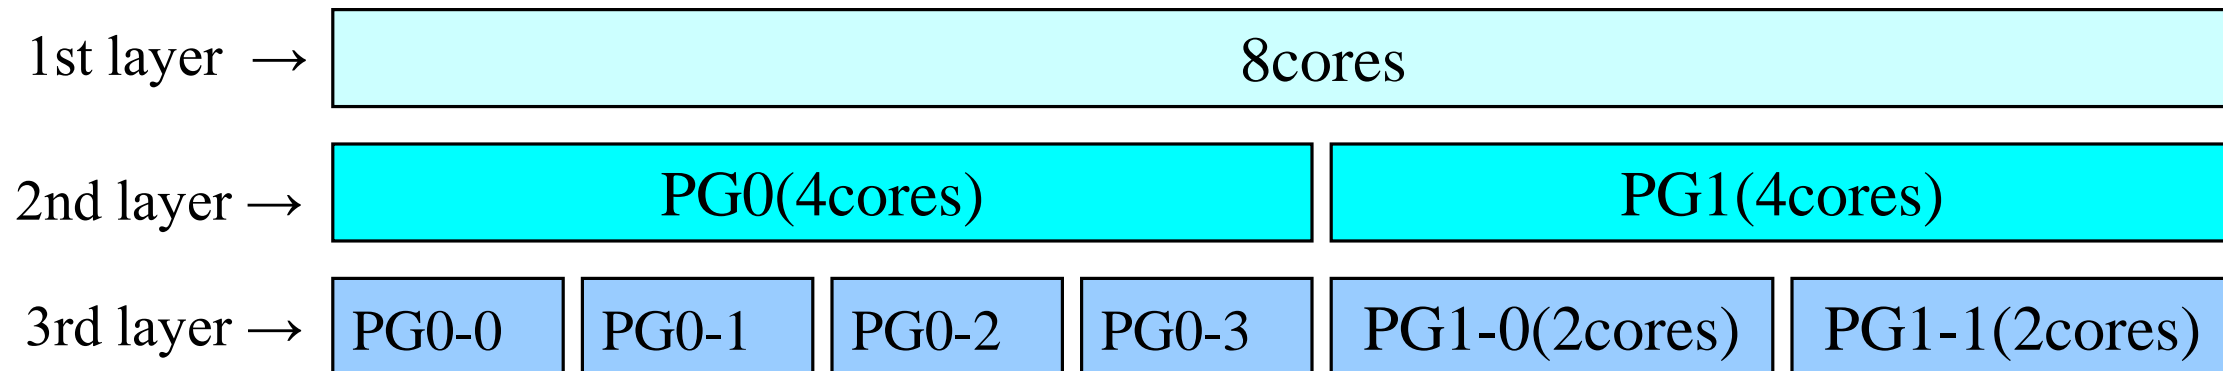 1st layer → 8cores
2nd layer → PG0(4cores) PG1(4cores)
3rd layer → PG0-0 PG0-1 PG0-2 PG0-3 PG1-0(2cores) PG1-1(2cores)